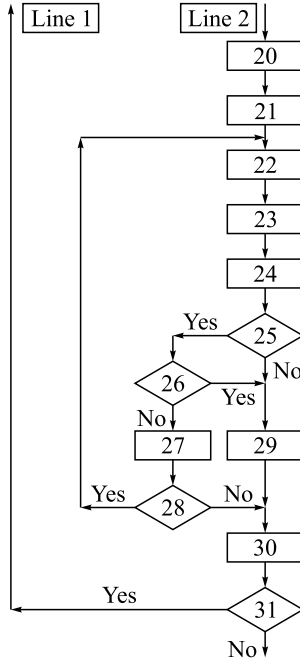 Line 1 Line 2
20
21
22
23
24
Yes 25
No
26 Yes
No
27 29
Yes 28 No
30
Yes 31
No